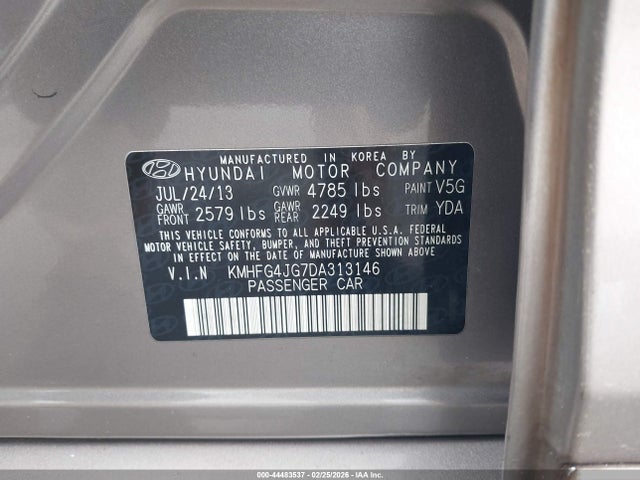 MANUFACTURED IN KOREA BY
HYUNDAI MOTOR COMPANY
JUL/24/13 GVWR 4785 lbs PAINT V5G
GAWR FRONT 2579 lbs GAWR REAR 2249 lbs TRIM YDA
THIS VEHICLE CONFORMS TO ALL APPLICABLE U.S.A. FEDERAL
MOTOR VEHICLE SAFETY, BUMPER, AND THEFT PREVENTION STANDARDS
IN EFFECT ON THE DATE OF MANUFACTURE SHOWN ABOVE
V.I.N KMHFG4JG7DA313146
PASSENGER CAR
000-44483537 - 02/25/2026 - IAA Inc.